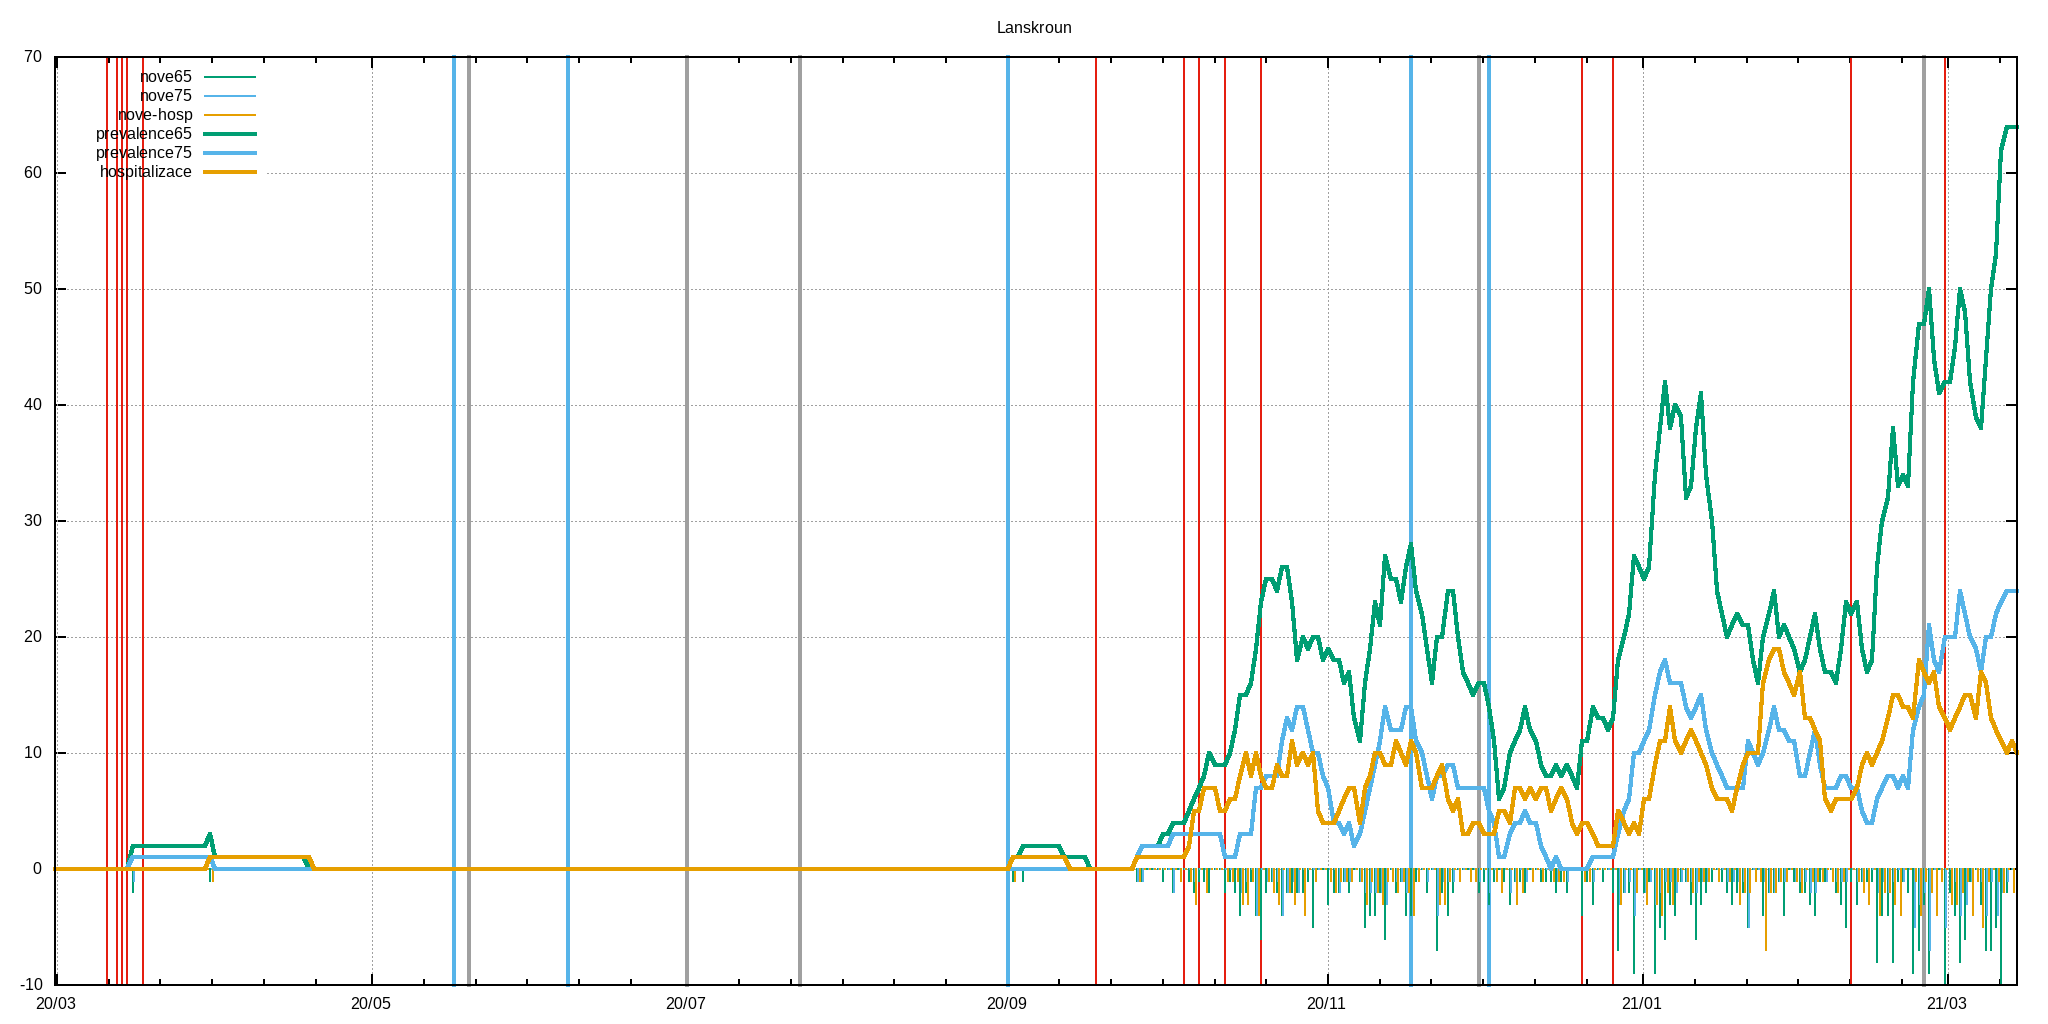 Lanskroun
70
nove65
nove75
nove-hosp
prevalence65
prevalence75
hospitalizace
60
50
40
30
20
10
0
-10
20/03 20/05 20/07 20/09 20/11 21/01 21/03